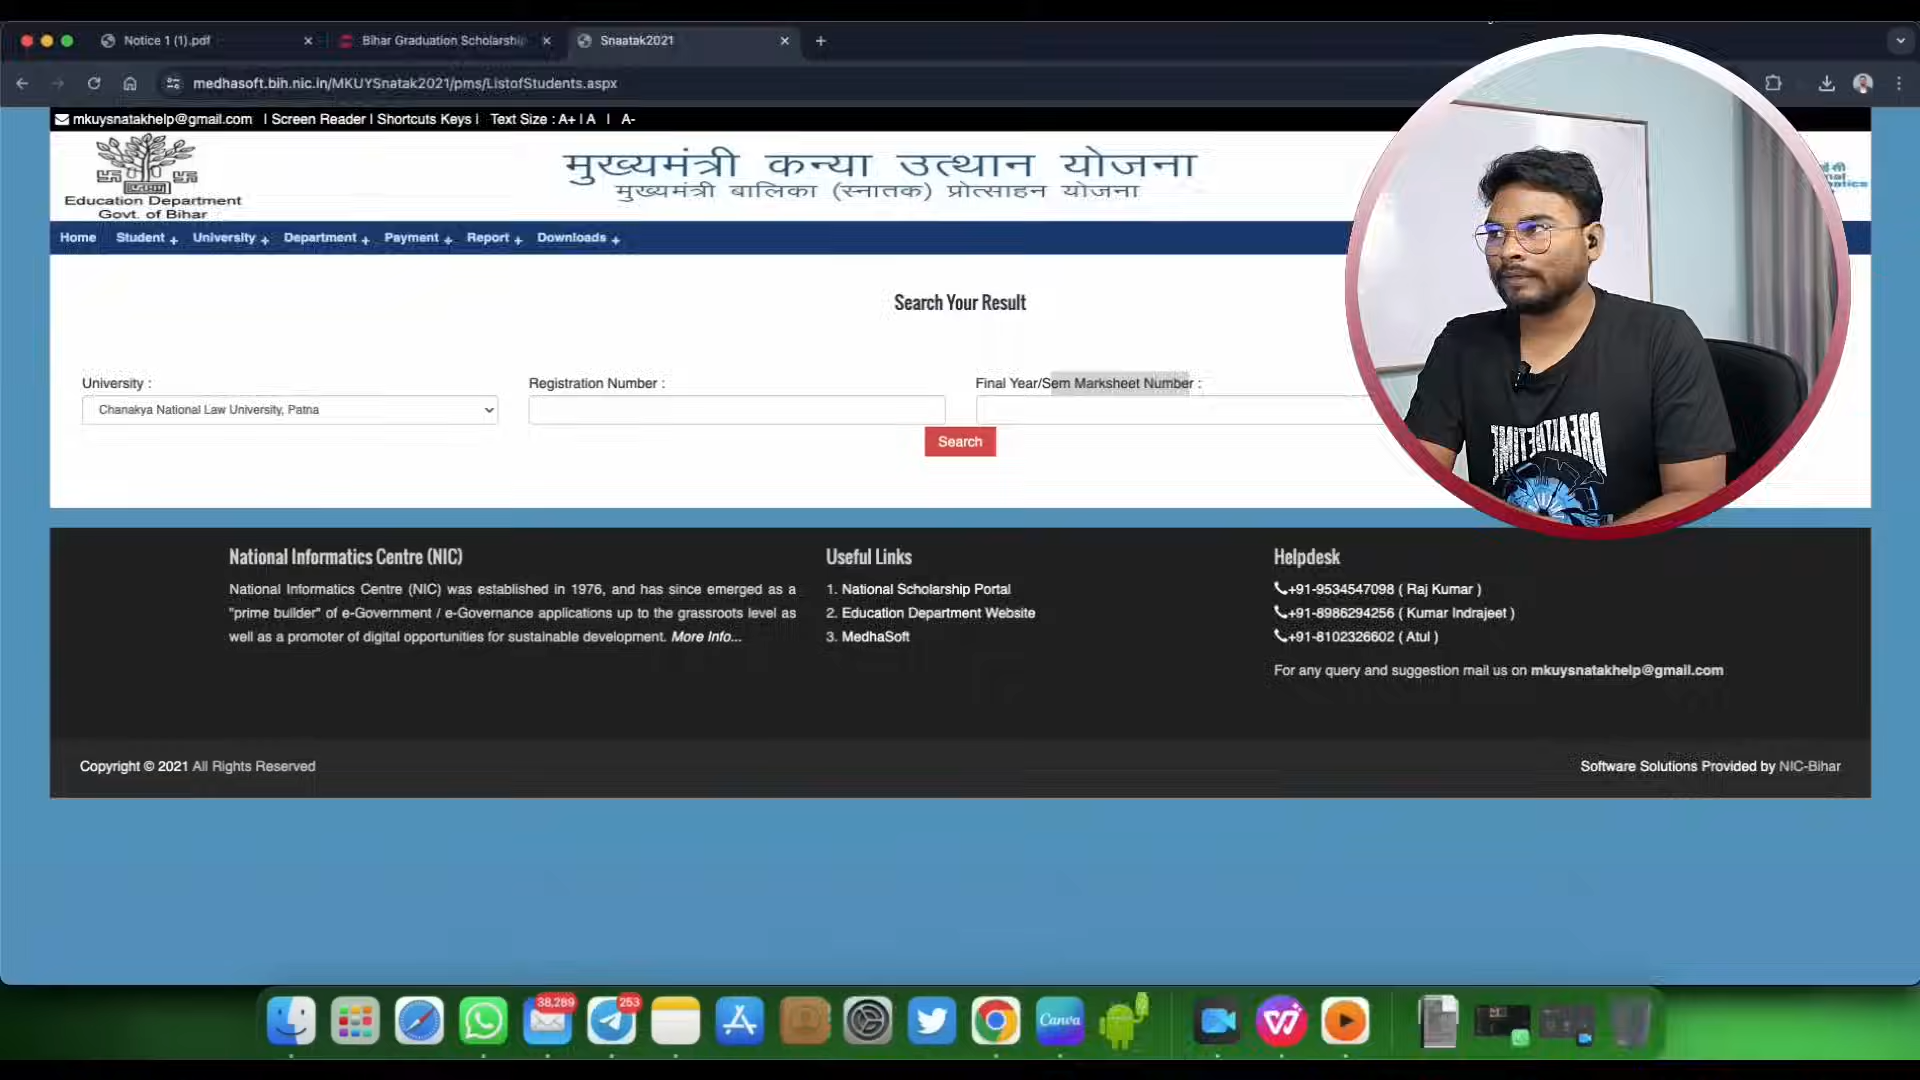 Notice 1 (1).pdf
Bihar Graduation Scholarship
Snaatak2021
medhasoft.bih.nic.in/MKUYSnatak2021/pms/ListofStudents.aspx
mkuysnatakhelp@gmail.com | Screen Reader | Shortcuts Keys | Text Size : A+ | A | A-
मुख्यमंत्री कन्या उत्थान योजना
मुख्यमंत्री बालिका (स्नातक) प्रोत्साहन योजना
Education Department
Govt. of Bihar
Home Student + University + Department + Payment + Report + Downloads +
Search Your Result
University : Registration Number : Final Year/Sem Marksheet Number :
Chanakya National Law University, Patna
Search
National Informatics Centre (NIC)
National Informatics Centre (NIC) was established in 1976, and has since emerged as a
"prime builder" of e-Government / e-Governance applications up to the grassroots level as
well as a promoter of digital opportunities for sustainable development. More Info...
Useful Links
1. National Scholarship Portal
2. Education Department Website
3. MedhaSoft
Helpdesk
+91-9534547098 ( Raj Kumar )
+91-8986294256 ( Kumar Indrajeet )
+91-8102326602 ( Atul )
For any query and suggestion mail us on mkuysnatakhelp@gmail.com
Copyright © 2021 All Rights Reserved
Software Solutions Provided by NIC-Bihar
38,289
253
Canva